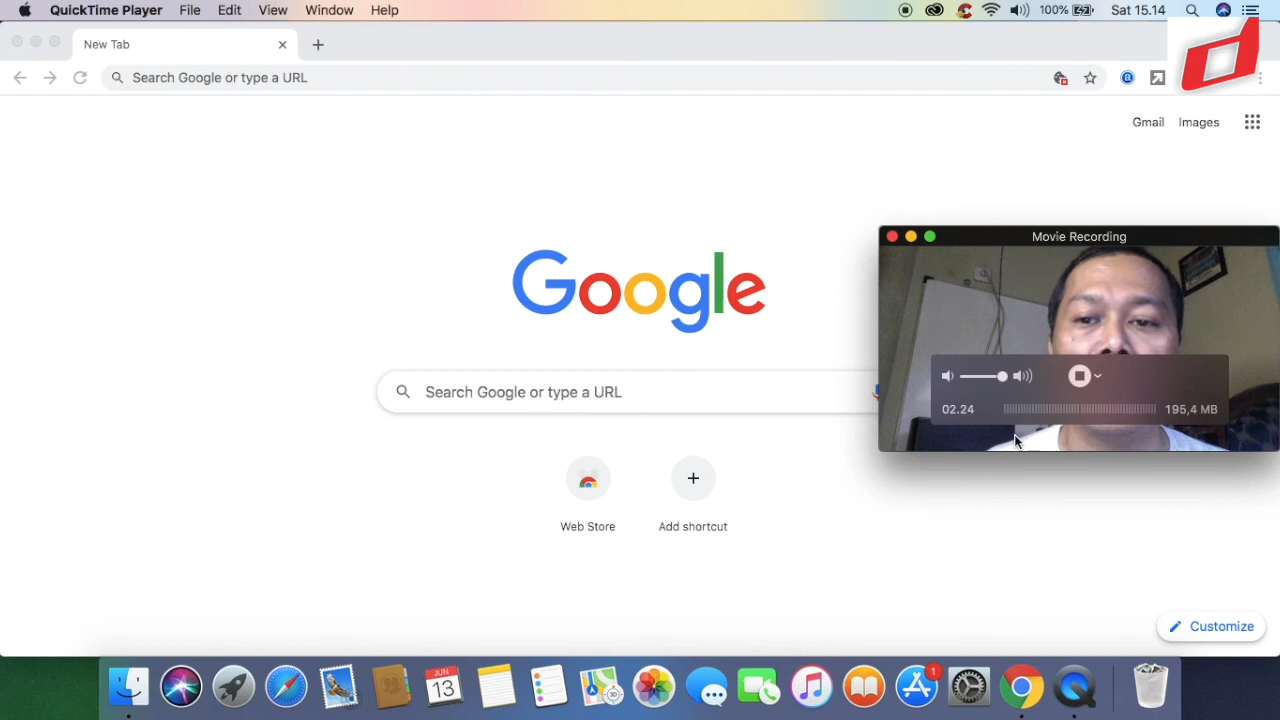 QuickTime Player File Edit View Window Help 100% Sat 15.14
New Tab
Search Google or type a URL
Gmail Images
Movie Recording
Google
02.24 195,4 MB
Search Google or type a URL
Web Store Add shortcut
Customize
JUN
13
1